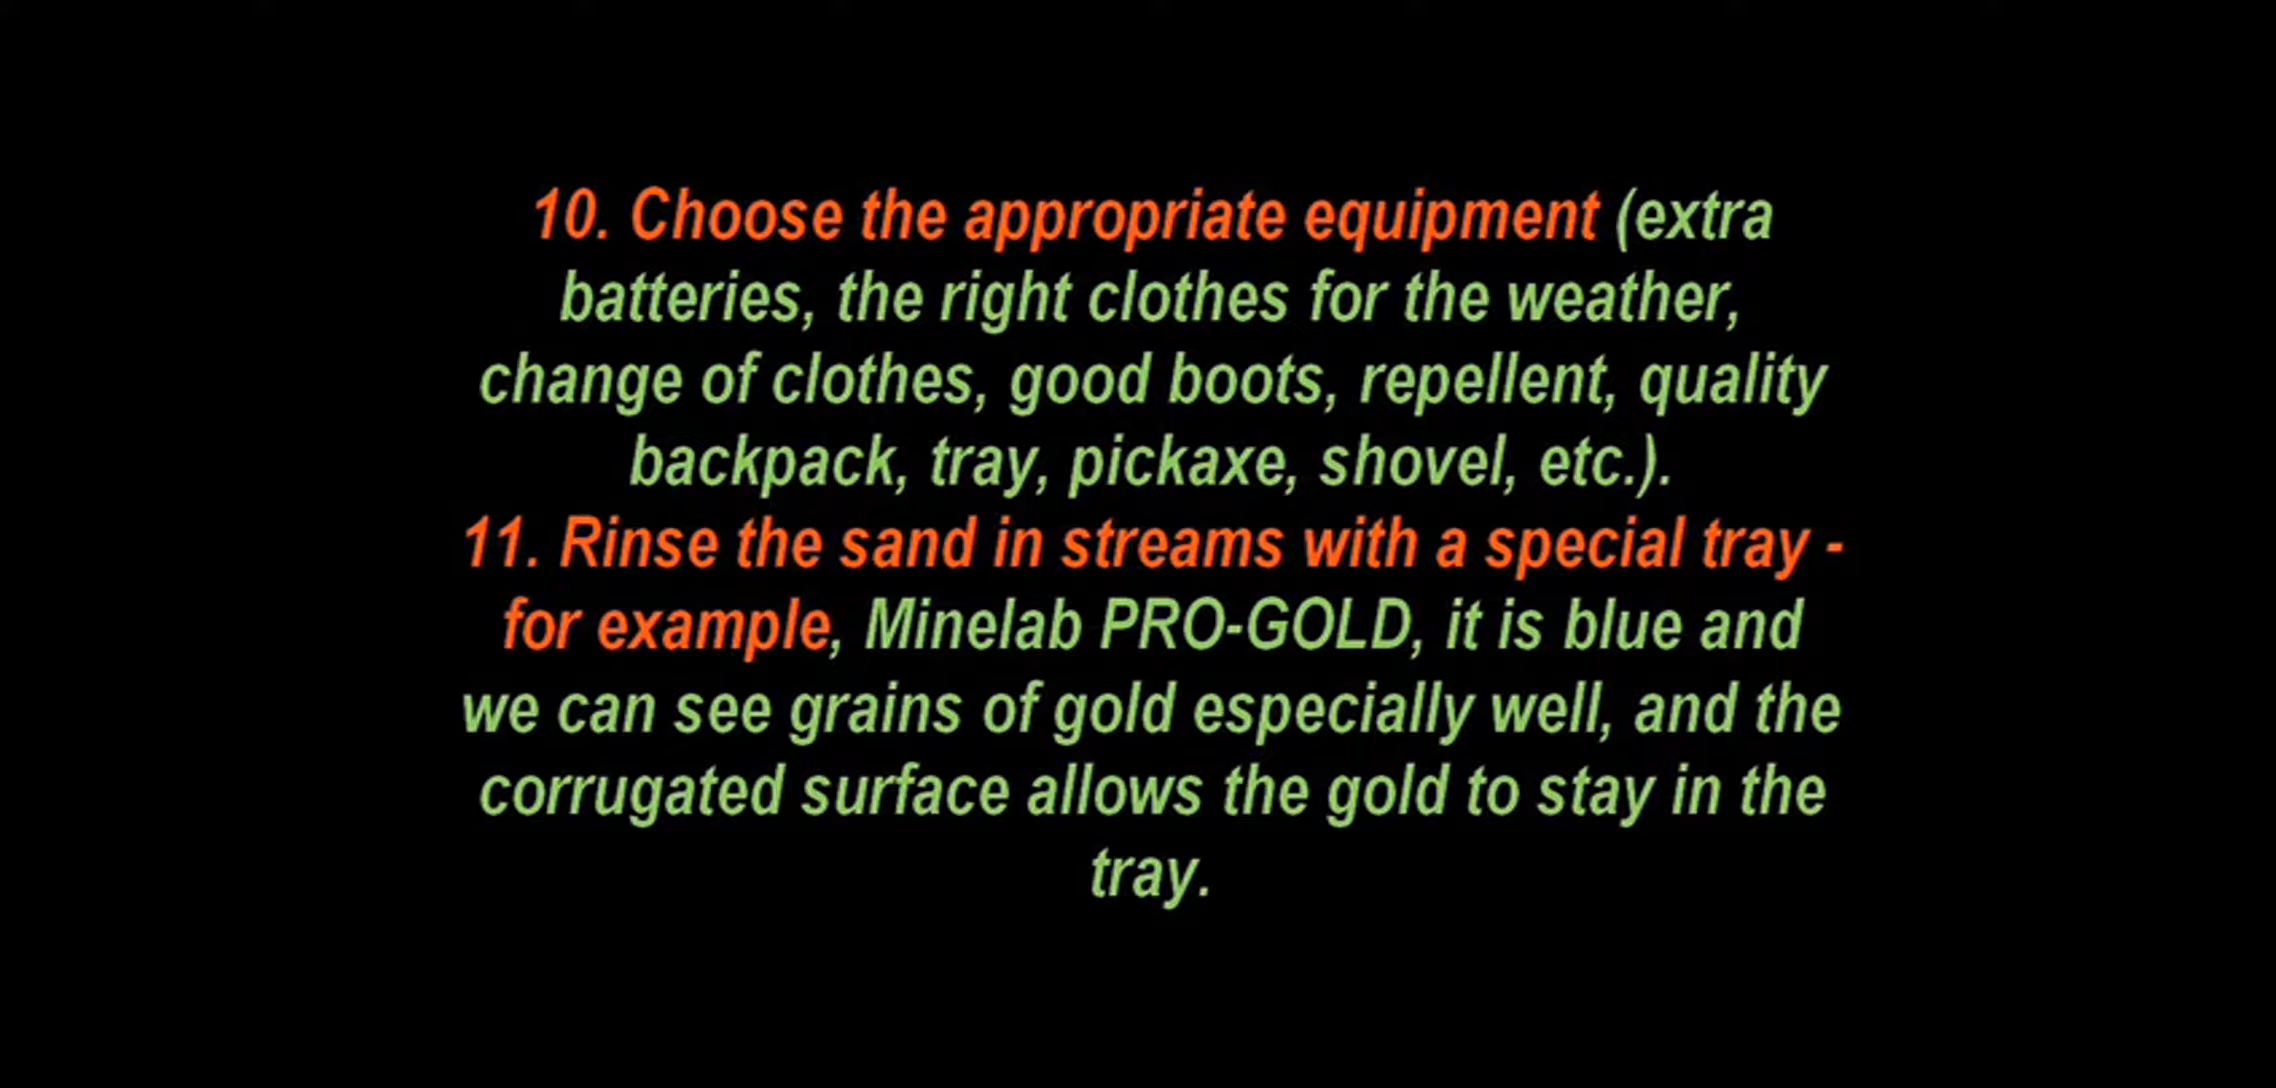 10. Choose the appropriate equipment (extra
batteries, the right clothes for the weather,
change of clothes, good boots, repellent, quality
backpack, tray, pickaxe, shovel, etc.).
11. Rinse the sand in streams with a special tray -
for example, Minelab PRO-GOLD, it is blue and
we can see grains of gold especially well, and the
corrugated surface allows the gold to stay in the
tray.